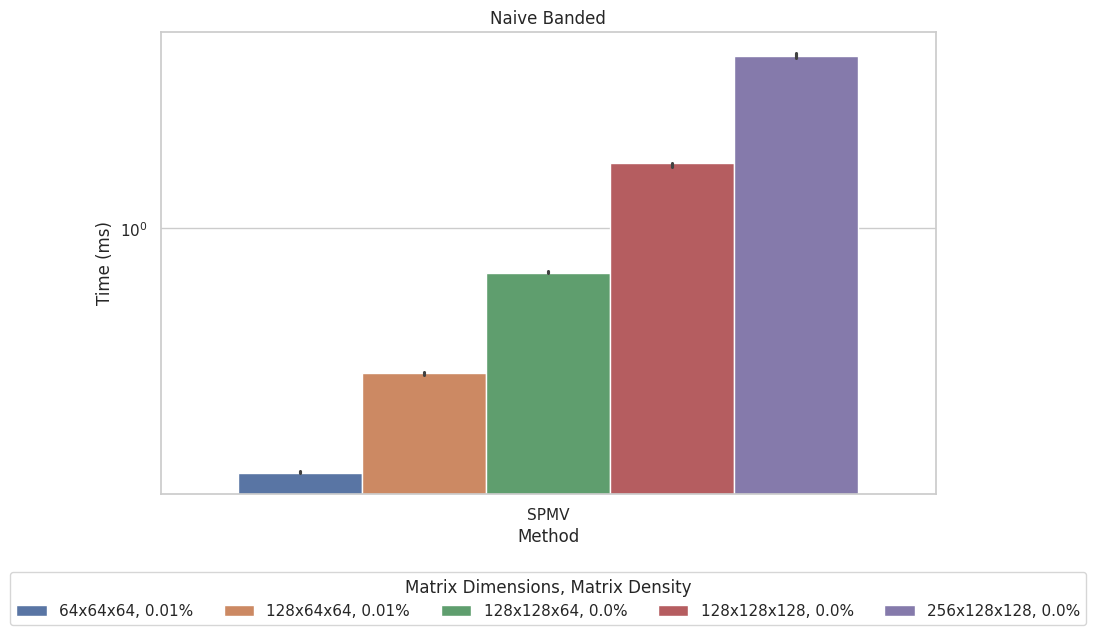 Naive Banded
Time (ms)
10⁰
SPMV
Method
Matrix Dimensions, Matrix Density
64x64x64, 0.01% 128x64x64, 0.01% 128x128x64, 0.0% 128x128x128, 0.0% 256x128x128, 0.0%